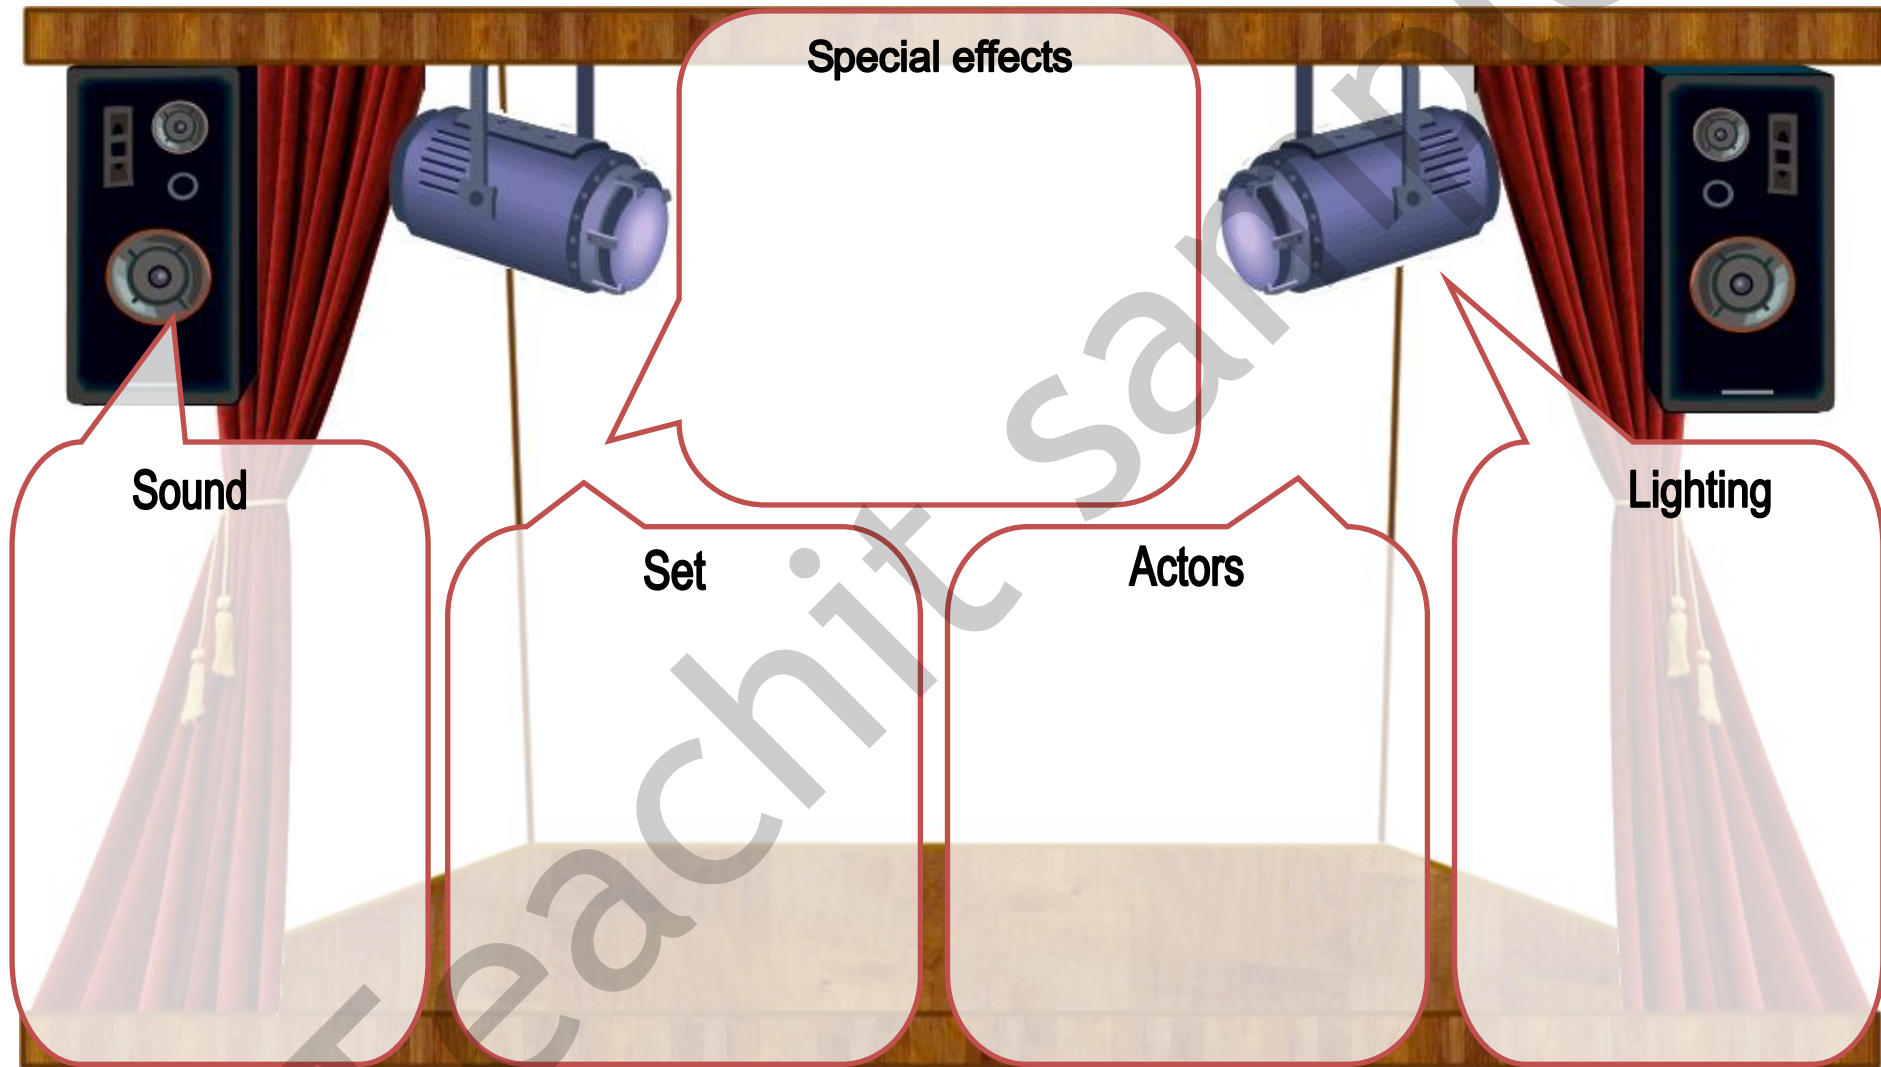 Special effects
Sound
Lighting
Set
Actors
Teachit sample